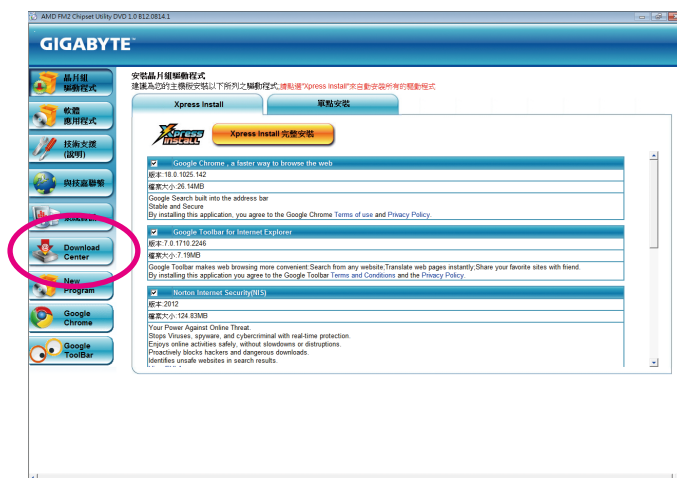 AMD FM2 Chipset Utility DVD 1.0 B12.0814.1
GIGABYTE™
晶片組
驅動程式
軟體
應用程式
技術支援
(說明)
與技嘉聯繫
Download
Center
New
Program
Google
Chrome
Google
ToolBar
安裝晶片組驅動程式
建議為您的主機板安裝以下所列之驅動程式,請點選"Xpress Install"來自動安裝所有的驅動程式
Xpress Install
單點安裝
Xpress
INSTALL
Xpress Install 完整安裝
Google Chrome , a faster way to browse the web
版本:18.0.1025.142
檔案大小:26.14MB
Google Search built into the address bar
Stable and Secure
By installing this application, you agree to the Google Chrome Terms of use and Privacy Policy.
Google Toolbar for Internet Explorer
版本:7.0.1710.2246
檔案大小:7.19MB
Google Toolbar makes web browsing more convenient.Search from any website;Translate web pages instantly;Share your favorite sites with friend.
By installing this application you agree to the Google Toolbar Terms and Conditions and the Privacy Policy.
Norton Internet Security(NIS)
版本:2012
檔案大小:124.83MB
Your Power Against Online Threat.
Stops Viruses, spyware, and cybercriminal with real-time protection.
Enjoys online activities safely, without slowdowns or distruptions.
Proactively blocks hackers and dangerous downloads.
Identifies unsafe websites in search results.